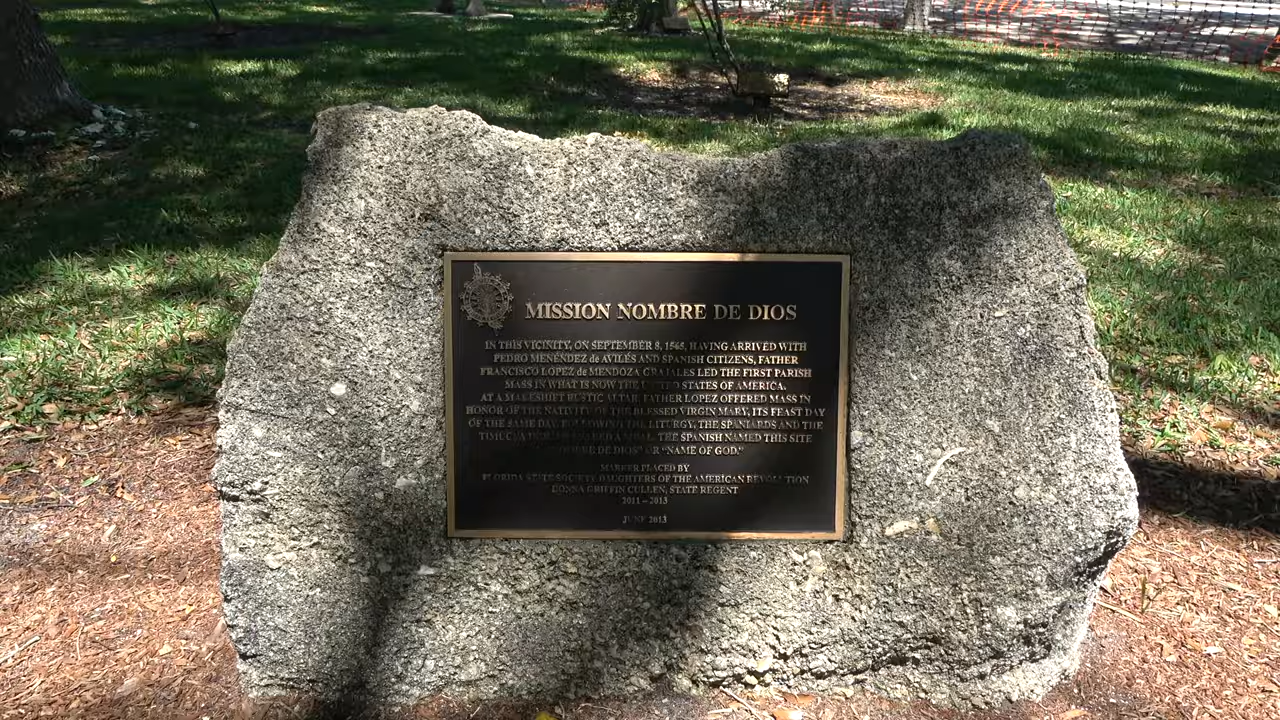 MISSION NOMBRE DE DIOS
IN THIS VICINITY, ON SEPTEMBER 8, 1565, HAVING ARRIVED WITH
PEDRO MENÉNDEZ de AVILÉS AND SPANISH CITIZENS, FATHER
FRANCISCO LOPEZ de MENDOZA GRAJALES LED THE FIRST PARISH
MASS IN WHAT IS NOW THE UNITED STATES OF AMERICA.
AT A MAKESHIFT RUSTIC ALTAR, FATHER LOPEZ OFFERED MASS IN
HONOR OF THE NATIVITY OF THE BLESSED VIRGIN MARY, ITS FEAST DAY
OF THE SAME DAY. FOLLOWING THE LITURGY, THE SPANIARDS AND THE
A MEAL. THE SPANISH NAMED THIS SITE
DE DIOS" OR "NAME OF GOD."
MARKER PLACED BY
FLORIDA STATE SOCIETY DAUGHTERS OF THE AMERICAN REVOLUTION
DONNA GRIFFIN CULLEN, STATE REGENT
2011 – 2013
JUNE 2013